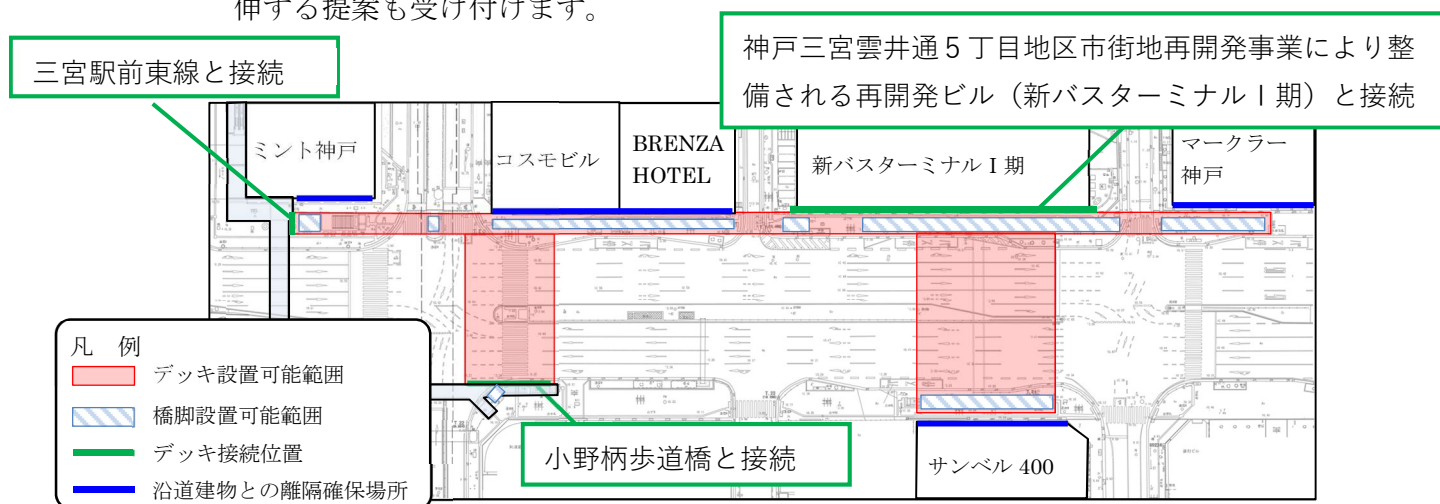 伸する提案も受け付けます。
三宮駅前東線と接続
神戸三宮雲井通5丁目地区市街地再開発事業により整
備される再開発ビル（新バスターミナルⅠ期）と接続
ミント神戸
コスモビル
BRENZA
HOTEL
新バスターミナルⅠ期
マークラー
神戸
凡 例
デッキ設置可能範囲
橋脚設置可能範囲
デッキ接続位置
沿道建物との離隔確保場所
小野柄歩道橋と接続
サンベル 400